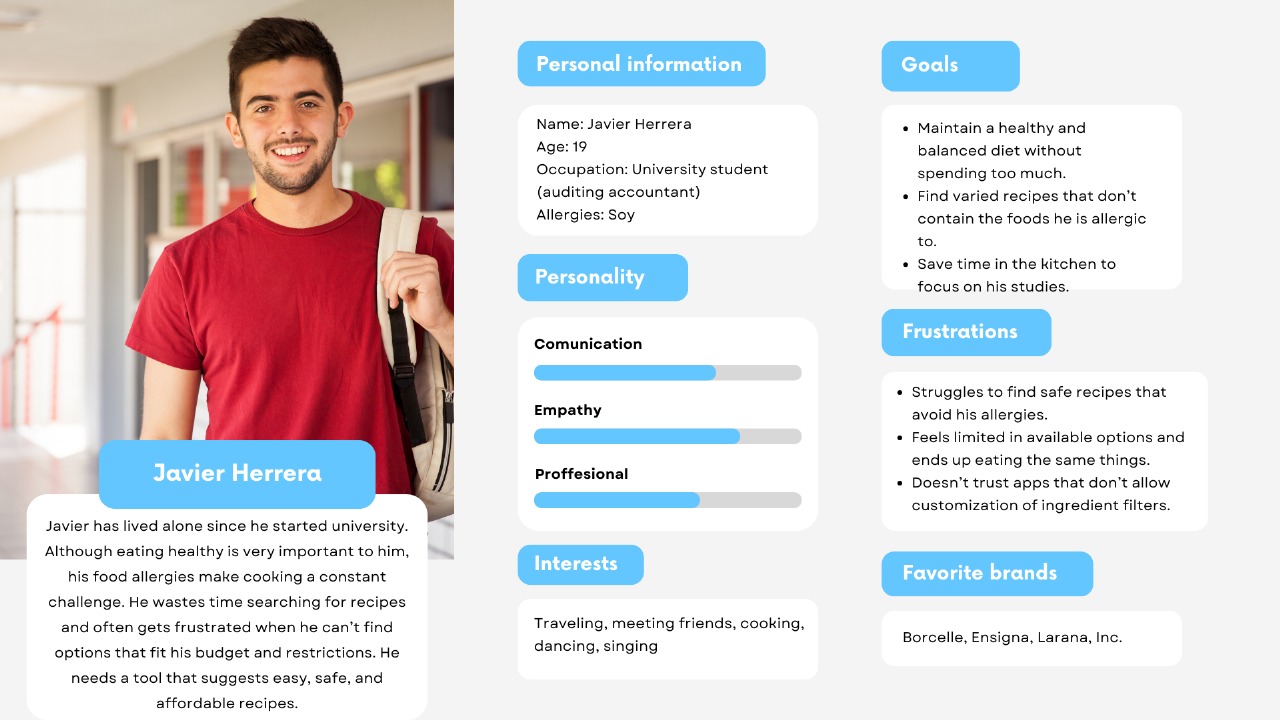 Javier Herrera
Javier has lived alone since he started university.
Although eating healthy is very important to him,
his food allergies make cooking a constant
challenge. He wastes time searching for recipes
and often gets frustrated when he can't find
options that fit his budget and restrictions. He
needs a tool that suggests easy, safe, and
affordable recipes.
Personal information
Name: Javier Herrera
Age: 19
Occupation: University student
(auditing accountant)
Allergies: Soy
Personality
Comunication
Empathy
Proffesional
Interests
Traveling, meeting friends, cooking,
dancing, singing
Goals
• Maintain a healthy and
balanced diet without
spending too much.
• Find varied recipes that don't
contain the foods he is allergic
to.
• Save time in the kitchen to
focus on his studies.
Frustrations
• Struggles to find safe recipes that
avoid his allergies.
• Feels limited in available options and
ends up eating the same things.
• Doesn't trust apps that don't allow
customization of ingredient filters.
Favorite brands
Borcelle, Ensigna, Larana, Inc.